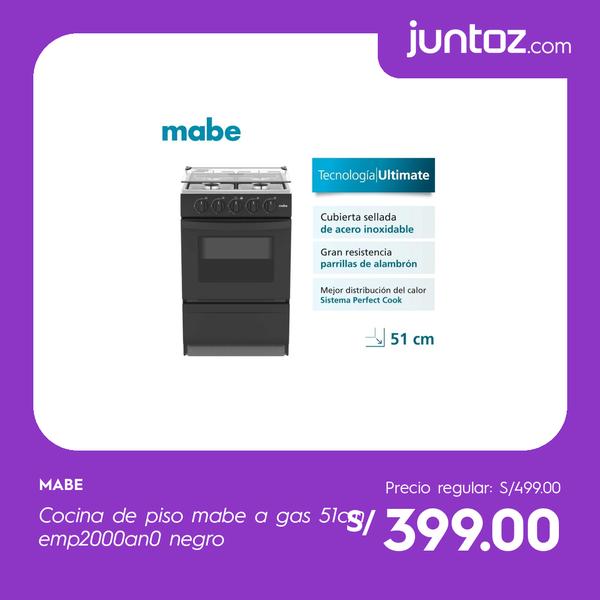 juntoz.com
mabe
Tecnología|Ultimate
Cubierta sellada
de acero inoxidable
Gran resistencia
parrillas de alambrón
Mejor distribución del calor
Sistema Perfect Cook
51 cm
mabe
MABE
Precio regular: S/499.00
Cocina de piso mabe a gas 51cm
emp2000an0 negro
S/ 399.00